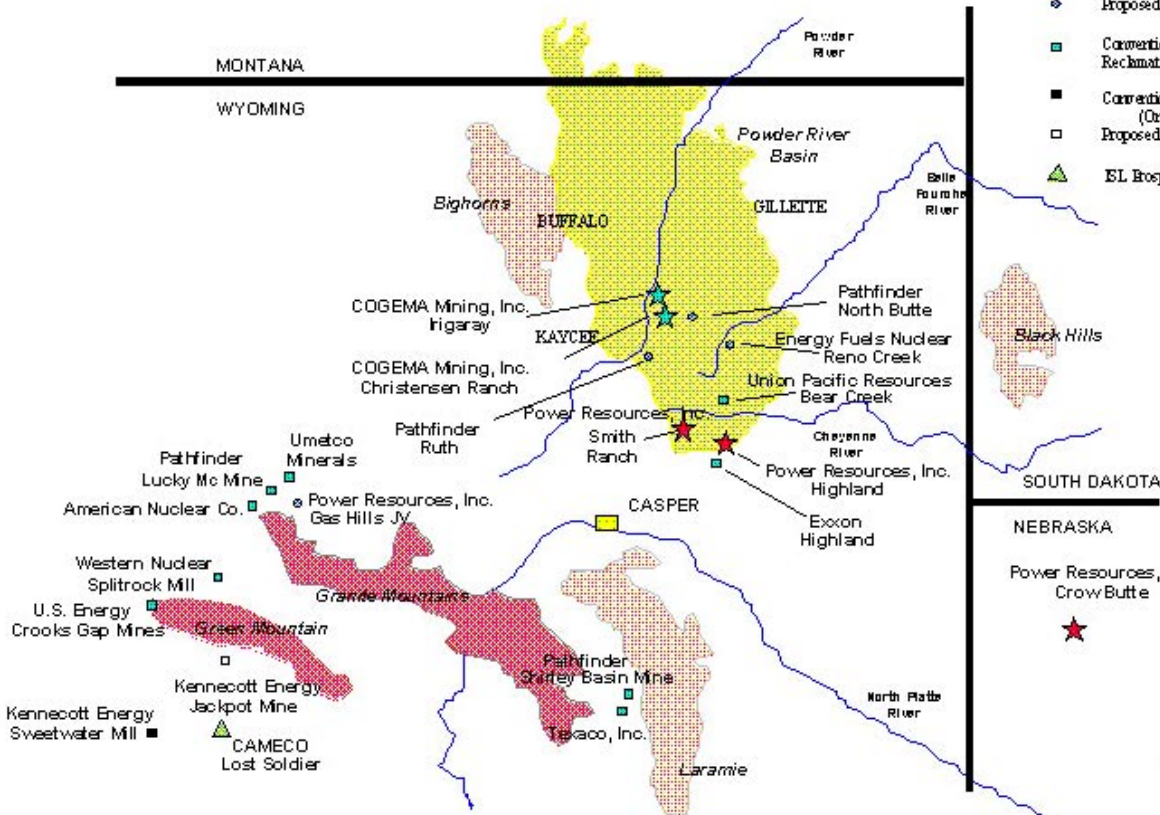 Proposed
MONTANA
WYOMING
Powder
River
Reclamat
(On
Proposed
ISL Prosp
Powder River
Basin
Belle
Fourche
River
Bighorns
BUFFALO
GILLETTE
COGEMA Mining, Inc.
Irigaray
KAYCEE
Pathfinder
North Butte
Energy Fuels Nuclear
Reno Creek
Black Hills
COGEMA Mining, Inc.
Christensen Ranch
Union Pacific Resources
Bear Creek
Pathfinder
Ruth
Power Resources, Inc.
Smith
Ranch
Cheyenne
River
Power Resources, Inc.
Highland
SOUTH DAKOTA
Umetco
Minerals
Pathfinder
Lucky Mc Mine
American Nuclear Co.
Power Resources, Inc.
Gas Hills JV
CASPER
Exxon
Highland
NEBRASKA
Power Resources,
Crow Butte
Western Nuclear
Splitrock Mill
U.S. Energy
Crooks Gap Mines
Granite Mountains
Green Mountain
Kennecott Energy
Jackpot Mine
Kennecott Energy
Sweetwater Mill
CAMECO
Lost Soldier
Pathfinder
Shirley Basin Mine
Texaco, Inc.
Laramie
North Platte
River